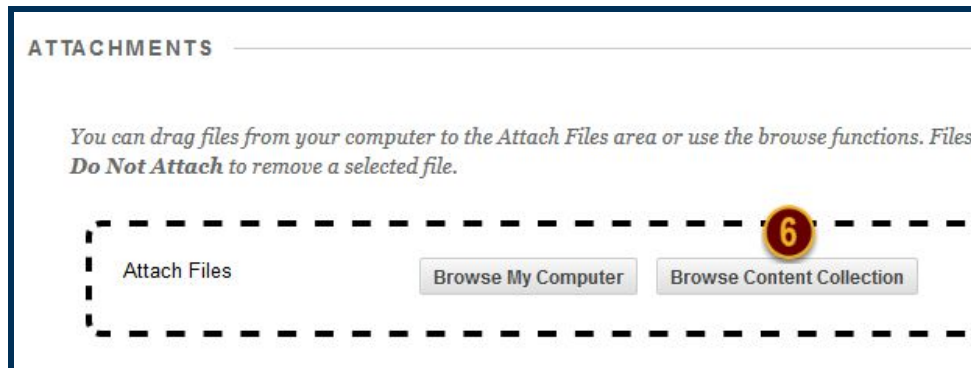 ATTACHMENTS
You can drag files from your computer to the Attach Files area or use the browse functions. Files
Do Not Attach to remove a selected file.
6
Attach Files
Browse My Computer
Browse Content Collection